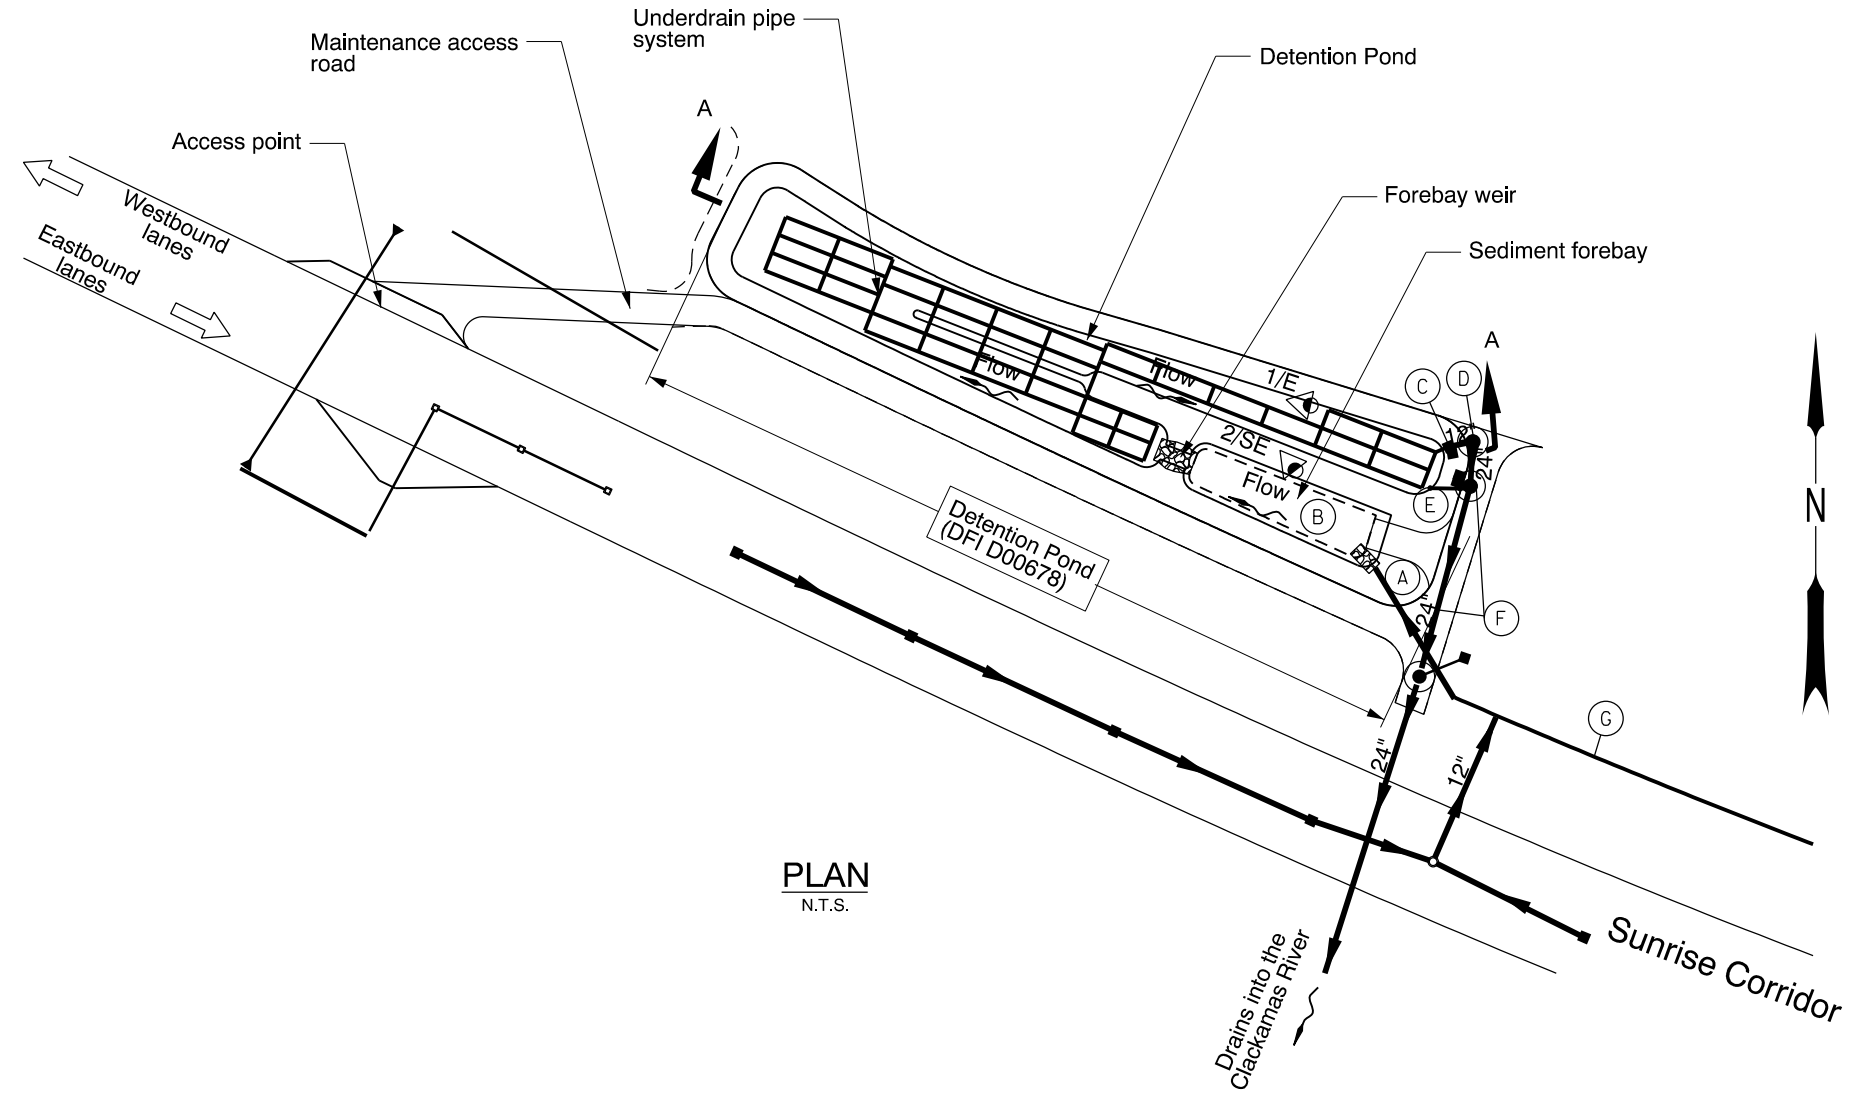 Underdrain pipe
system
Maintenance access
road
Detention Pond
A
Access point
Forebay weir
Westbound
lanes
Eastbound
lanes
Sediment forebay
A
C
D
1/E
Flow
Flow
12"
2/SE
24"
Flow
E
B
N
Detention Pond
(DFI D00678)
A
24"
F
G
24"
12"
PLAN
N.T.S.
Sunrise Corridor
Drains into the
Clackamas River